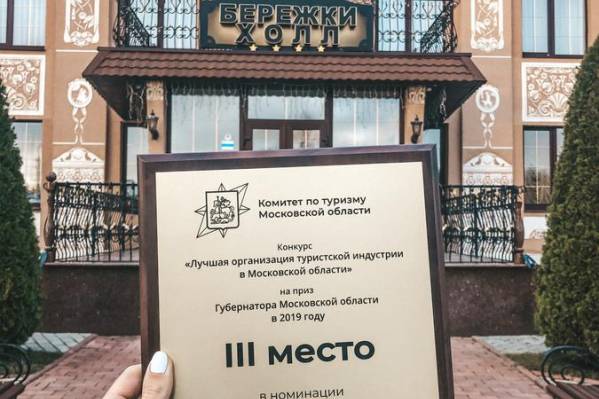 БЕРЕЖКИ
ХОЛЛ
Комитет по туризму
Московской области
Конкурс
«Лучшая организация туристской индустрии
в Московской области»
на приз
Губернатора Московской области
в 2019 году
III место
в номинации